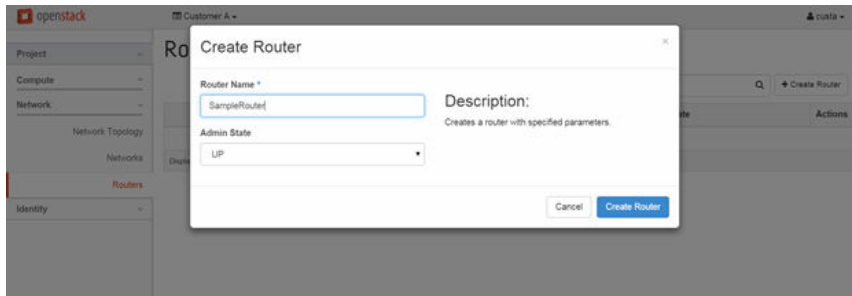 openstack
Customer A
custa
Project
Ro
Create Router
×
Compute
Router Name *
SampleRouter
Description:
Creates a router with specified parameters.
+ Create Router
Network
Actions
Network Topology
Admin State
UP
Networks
Routers
Cancel
Create Router
Identity